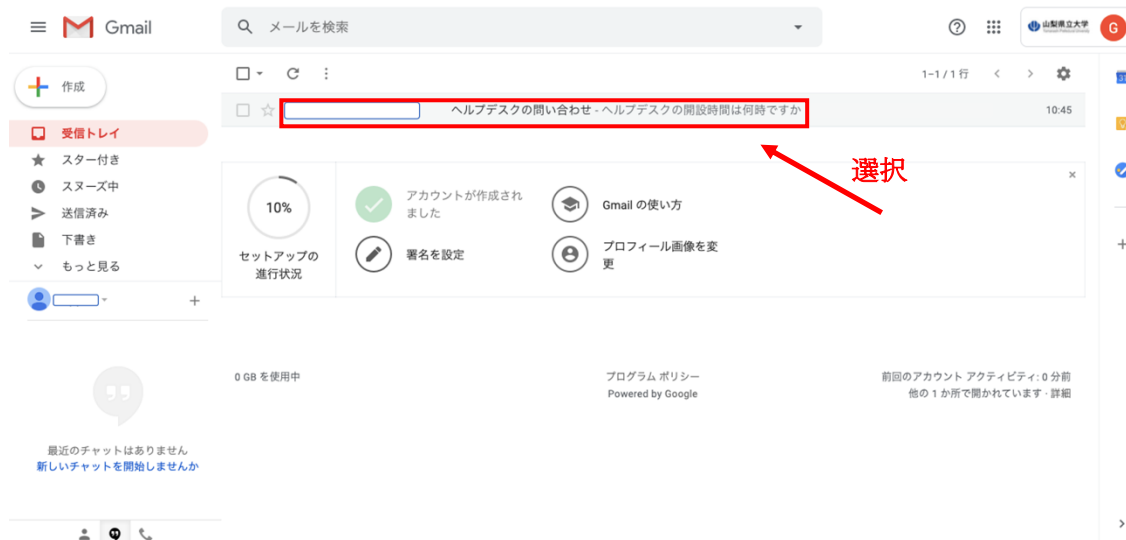 Gmail
メールを検索
山梨県立大学
G
作成
1–1 / 1 行
受信トレイ
スター付き
スヌーズ中
送信済み
下書き
もっと見る
ヘルプデスクの問い合わせ - ヘルプデスクの開設時間は何時ですか
10:45
選択
10%
セットアップの
進行状況
アカウントが作成され
ました
Gmail の使い方
署名を設定
プロフィール画像を変
更
0 GB を使用中
プログラム ポリシー
Powered by Google
前回のアカウント アクティビティ: 0 分前
他の 1 か所で開かれています · 詳細
最近のチャットはありません
新しいチャットを開始しませんか